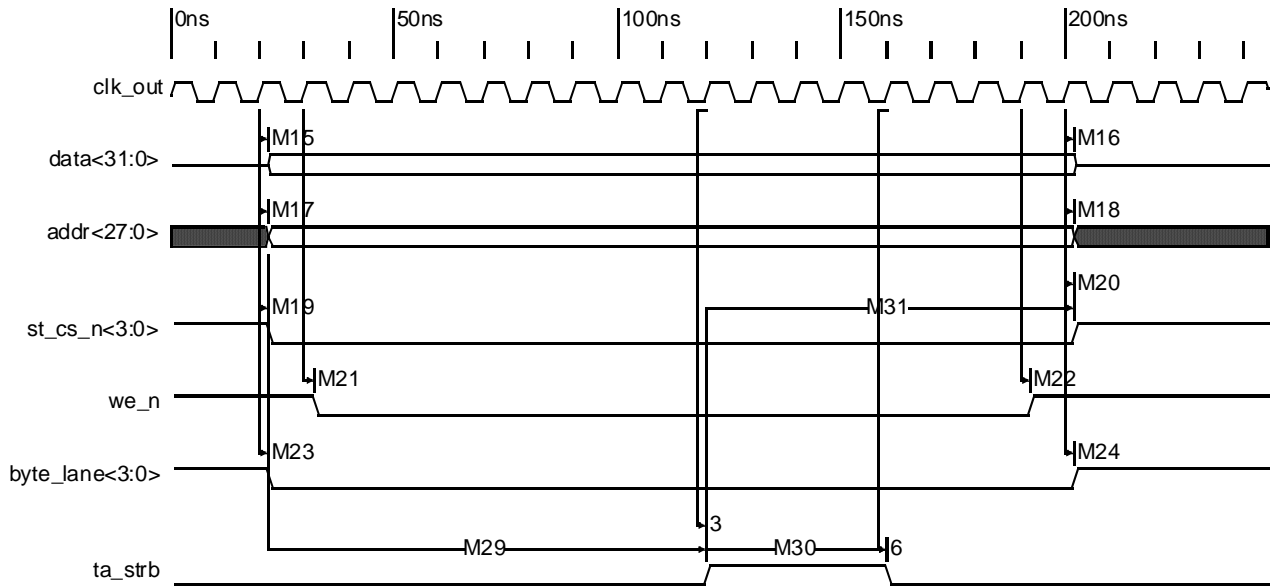 0ns 50ns 100ns 150ns 200ns
clk_out
M15 M16
data<31:0>
M17 M18
addr<27:0>
M20
M19 M31
st_cs_n<3:0>
M21 M22
we_n
M23 M24
byte_lane<3:0>
3
M29 M30 6
ta_strb